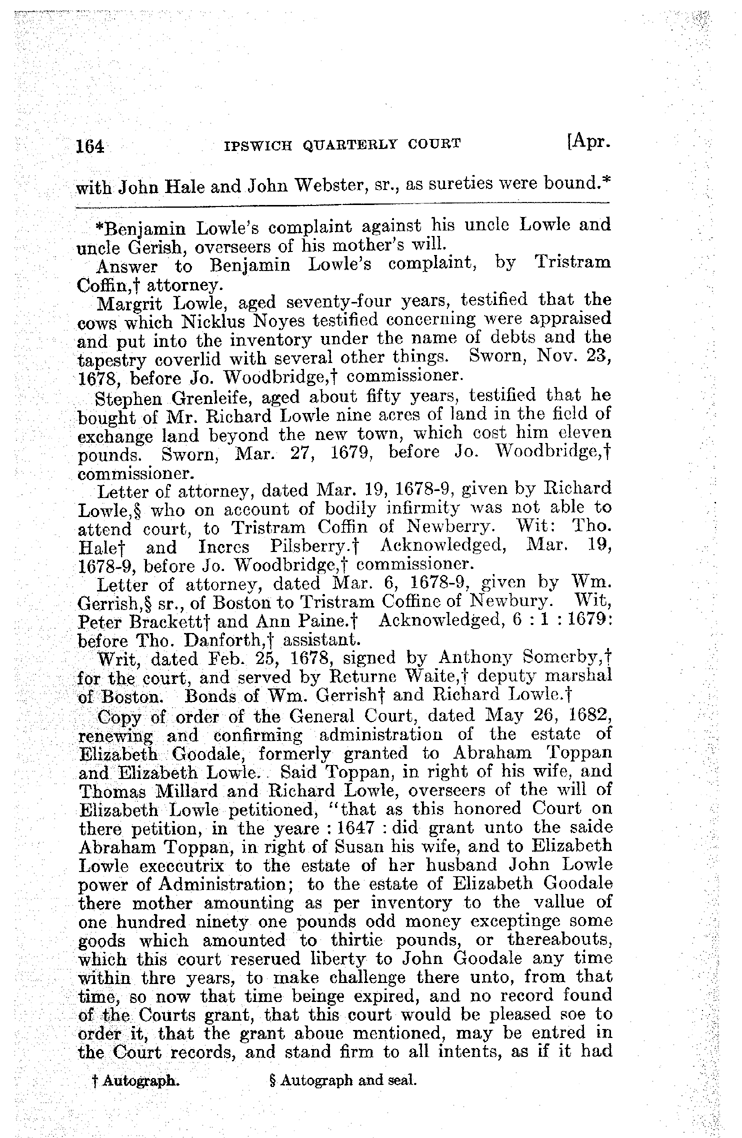 164 IPSWICH QUARTERLY COURT [Apr.
with John Hale and John Webster, sr., as sureties were bound.*
*Benjamin Lowle's complaint against his uncle Lowle and
uncle Gerish, overseers of his mother's will.
Answer to Benjamin Lowle's complaint, by Tristram
Coffin,† attorney.
Margrit Lowle, aged seventy-four years, testified that the
cows which Nicklus Noyes testified concerning were appraised
and put into the inventory under the name of debts and the
tapestry coverlid with several other things. Sworn, Nov. 23,
1678, before Jo. Woodbridge,† commissioner.
Stephen Grenleife, aged about fifty years, testified that he
bought of Mr. Richard Lowle nine acres of land in the field of
exchange land beyond the new town, which cost him eleven
pounds. Sworn, Mar. 27, 1679, before Jo. Woodbridge,†
commissioner.
Letter of attorney, dated Mar. 19, 1678-9, given by Richard
Lowle,§ who on account of bodily infirmity was not able to
attend court, to Tristram Coffin of Newberry. Wit: Tho.
Hale† and Incres Pilsberry.† Acknowledged, Mar. 19,
1678-9, before Jo. Woodbridge,† commissioner.
Letter of attorney, dated Mar. 6, 1678-9, given by Wm.
Gerrish,§ sr., of Boston to Tristram Coffine of Newbury. Wit,
Peter Brackett† and Ann Paine.† Acknowledged, 6 : 1 : 1679:
before Tho. Danforth,† assistant.
Writ, dated Feb. 25, 1678, signed by Anthony Somerby,†
for the court, and served by Returne Waite,† deputy marshal
of Boston. Bonds of Wm. Gerrish† and Richard Lowle.†
Copy of order of the General Court, dated May 26, 1682,
renewing and confirming administration of the estate of
Elizabeth Goodale, formerly granted to Abraham Toppan
and Elizabeth Lowle. Said Toppan, in right of his wife, and
Thomas Millard and Richard Lowle, overseers of the will of
Elizabeth Lowle petitioned, "that as this honored Court on
there petition, in the yeare : 1647 : did grant unto the saide
Abraham Toppan, in right of Susan his wife, and to Elizabeth
Lowle execcutrix to the estate of her husband John Lowle
power of Administration; to the estate of Elizabeth Goodale
there mother amounting as per inventory to the vallue of
one hundred ninety one pounds odd money exceptinge some
goods which amounted to thirtie pounds, or thereabouts,
which this court reserued liberty to John Goodale any time
within thre years, to make challenge there unto, from that
time, so now that time beinge expired, and no record found
of the Courts grant, that this court would be pleased soe to
order it, that the grant aboue mentioned, may be entred in
the Court records, and stand firm to all intents, as if it had
† Autograph. § Autograph and seal.